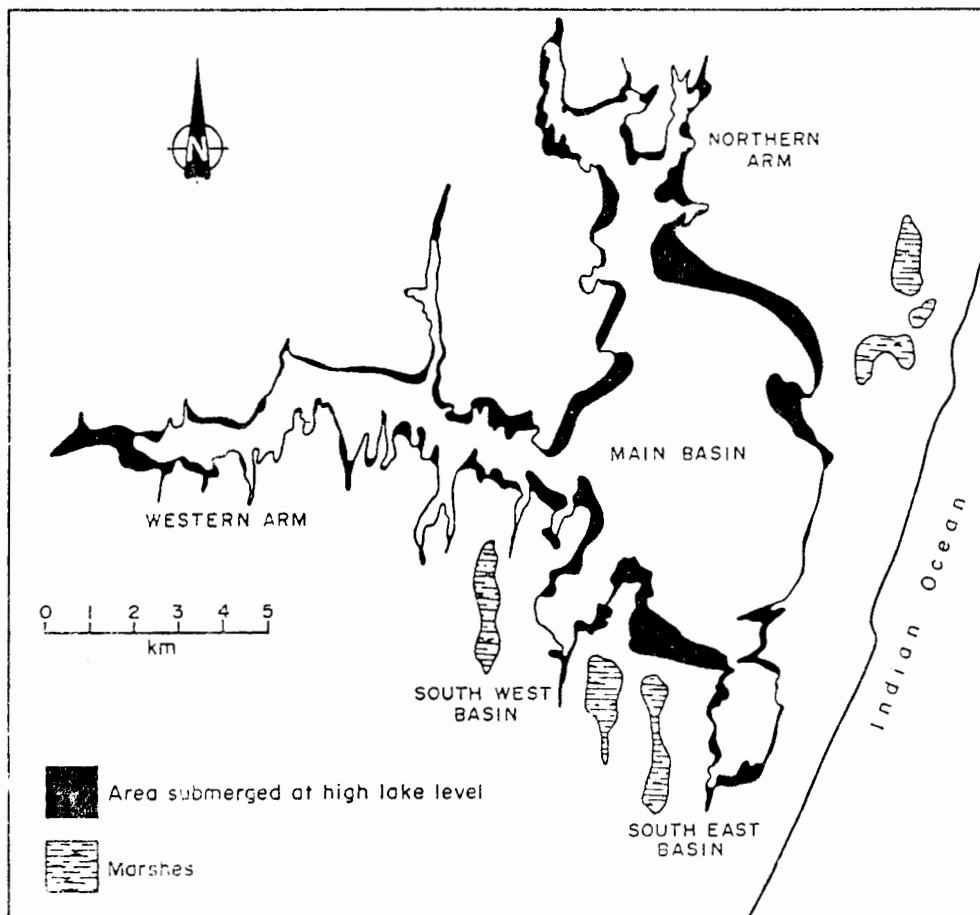 N
NORTHERN
ARM
MAIN BASIN
WESTERN ARM
0 1 2 3 4 5
km
SOUTH WEST
BASIN
Indian Ocean
SOUTH EAST
BASIN
Area submerged at high lake level
Marshes